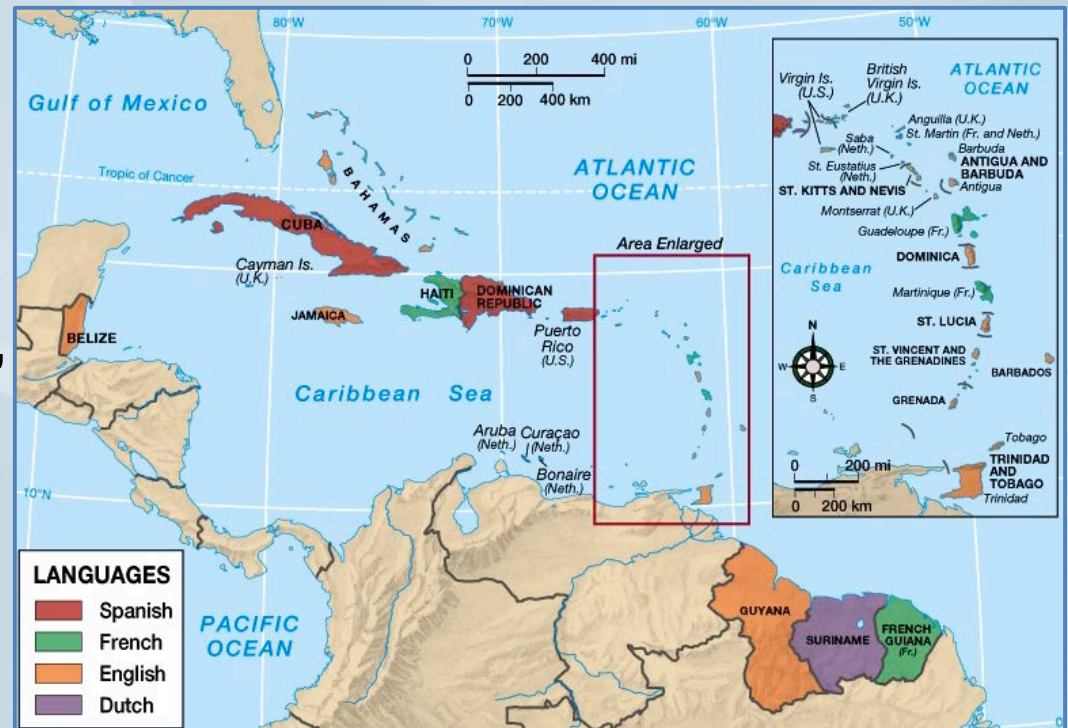 80°W
70°W
60°W
50°W
0 200 400 mi
0 200 400 km
Gulf of Mexico
Tropic of Cancer
ATLANTIC
OCEAN
BAHAMAS
CUBA
Cayman Is.
(U.K.)
Area Enlarged
HAITI
DOMINICAN
REPUBLIC
JAMAICA
BELIZE
Puerto
Rico
(U.S.)
Caribbean Sea
Aruba
(Neth.)
Curaçao
(Neth.)
Bonaire
(Neth.)
10°N
PACIFIC
OCEAN
GUYANA
SURINAME
FRENCH
GUIANA
(Fr.)
0
LANGUAGES
Spanish
French
English
Dutch
Virgin Is.
(U.S.)
British
Virgin Is.
(U.K.)
ATLANTIC
OCEAN
Anguilla (U.K.)
St. Martin (Fr. and Neth.)
Saba
(Neth.)
Barbuda
St. Eustatius
(Neth.)
ANTIGUA AND
BARBUDA
ST. KITTS AND NEVIS
Antigua
Montserrat (U.K.)
Guadeloupe (Fr.)
DOMINICA
Caribbean
Sea
Martinique (Fr.)
ST. LUCIA
N
W E
S
ST. VINCENT AND
THE GRENADINES
BARBADOS
GRENADA
Tobago
0 200 mi
0 200 km
TRINIDAD
AND
TOBAGO
Trinidad